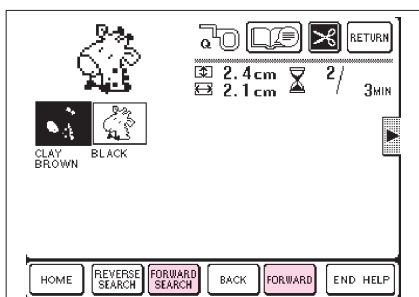 Q
RETURN
2.4cm 2/
2.1cm 3MIN
CLAY BROWN
BLACK
HOME
REVERSE SEARCH
FORWARD SEARCH
BACK
FORWARD
END HELP